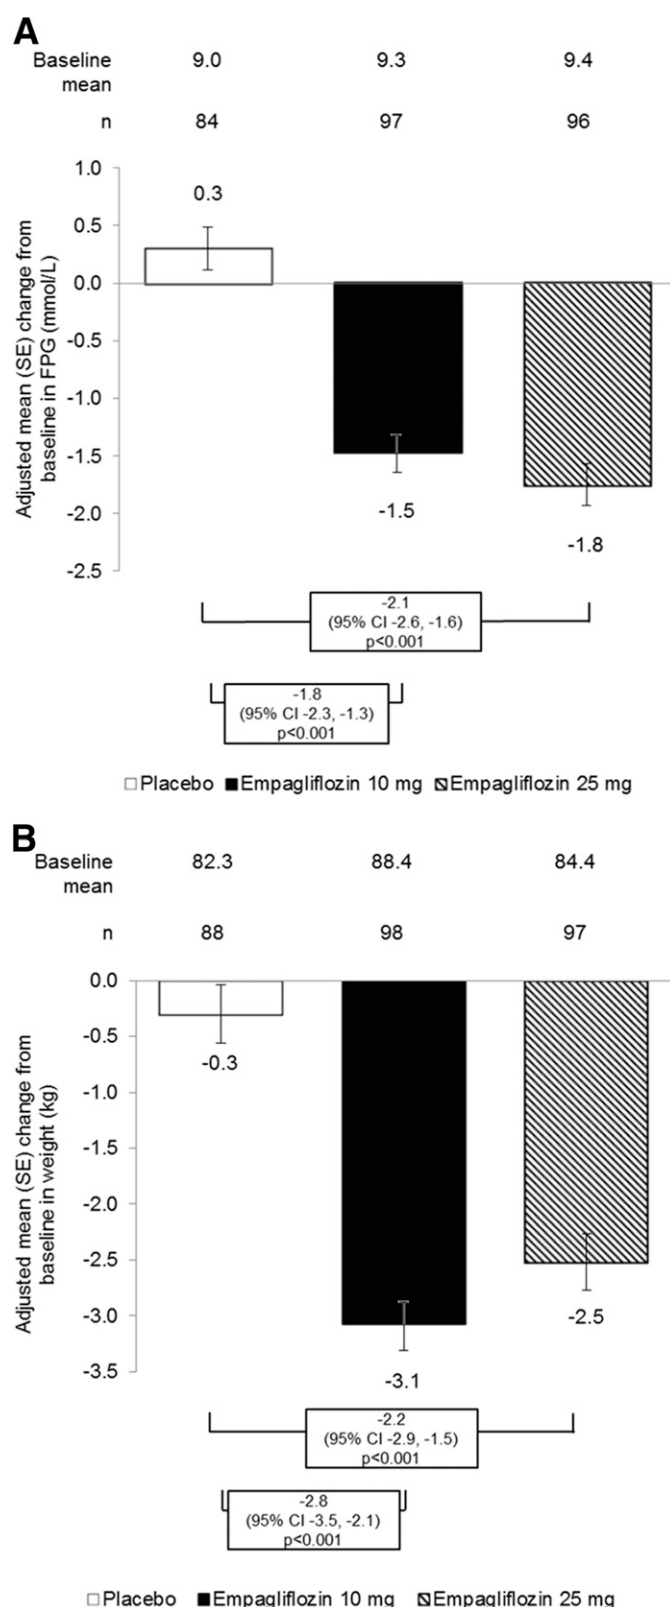 A
Baseline mean 9.0 9.3 9.4
n 84 97 96
Adjusted mean (SE) change from
baseline in FPG (mmol/L)
1.0
0.5
0.0
-0.5
-1.0
-1.5
-2.0
-2.5
0.3
-1.5
-1.8
-2.1
(95% CI -2.6, -1.6)
p<0.001
-1.8
(95% CI -2.3, -1.3)
p<0.001
Placebo Empagliflozin 10 mg Empagliflozin 25 mg
B
Baseline mean 82.3 88.4 84.4
n 88 98 97
Adjusted mean (SE) change from
baseline in weight (kg)
0.0
-0.5
-1.0
-1.5
-2.0
-2.5
-3.0
-3.5
-0.3
-3.1
-2.5
-2.2
(95% CI -2.9, -1.5)
p<0.001
-2.8
(95% CI -3.5, -2.1)
p<0.001
Placebo Empagliflozin 10 mg Empagliflozin 25 mg